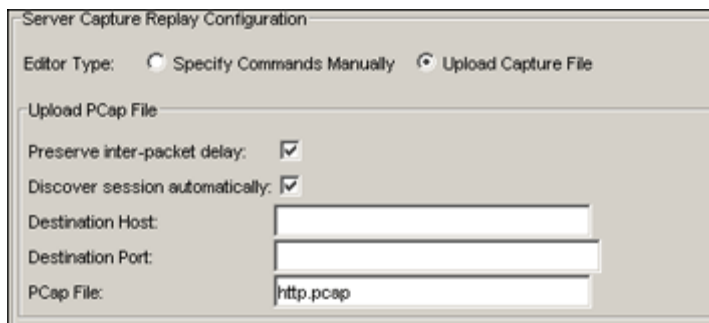 Server Capture Replay Configuration
Editor Type: Specify Commands Manually Upload Capture File
Upload PCap File
Preserve inter-packet delay:
Discover session automatically:
Destination Host:
Destination Port:
PCap File: http.pcap